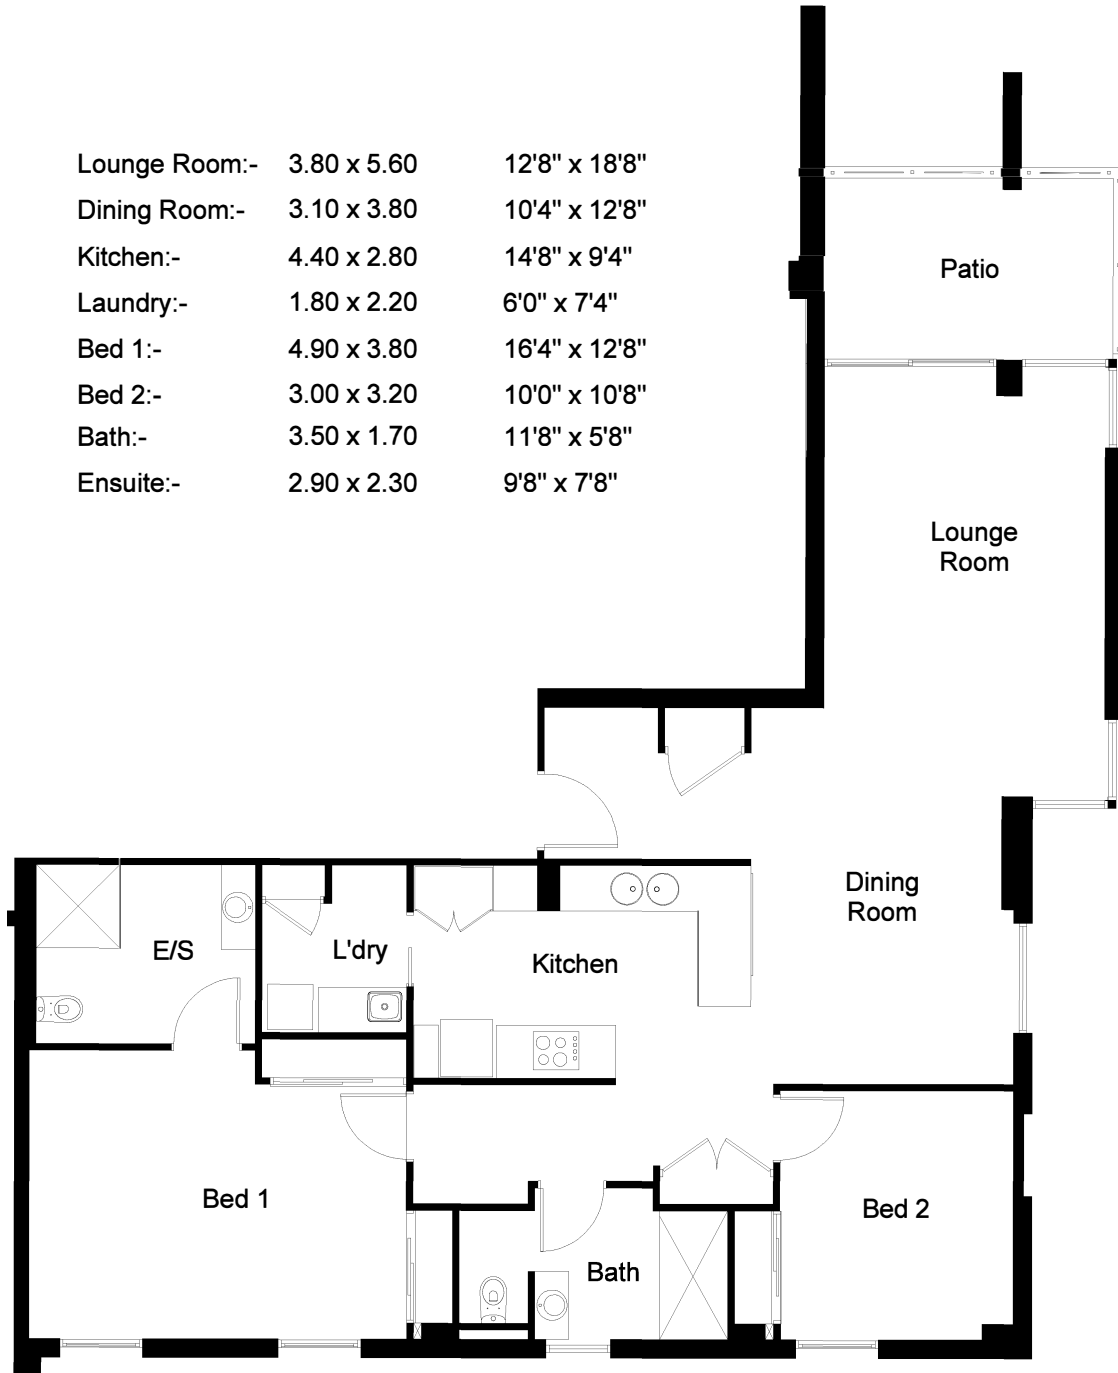 Lounge Room:- 3.80 x 5.60 12'8" x 18'8"
Dining Room:- 3.10 x 3.80 10'4" x 12'8"
Kitchen:- 4.40 x 2.80 14'8" x 9'4"
Laundry:- 1.80 x 2.20 6'0" x 7'4"
Bed 1:- 4.90 x 3.80 16'4" x 12'8"
Bed 2:- 3.00 x 3.20 10'0" x 10'8"
Bath:- 3.50 x 1.70 11'8" x 5'8"
Ensuite:- 2.90 x 2.30 9'8" x 7'8"
Patio
Lounge
Room
Dining
Room
E/S
L'dry
Kitchen
Bed 1
Bed 2
Bath